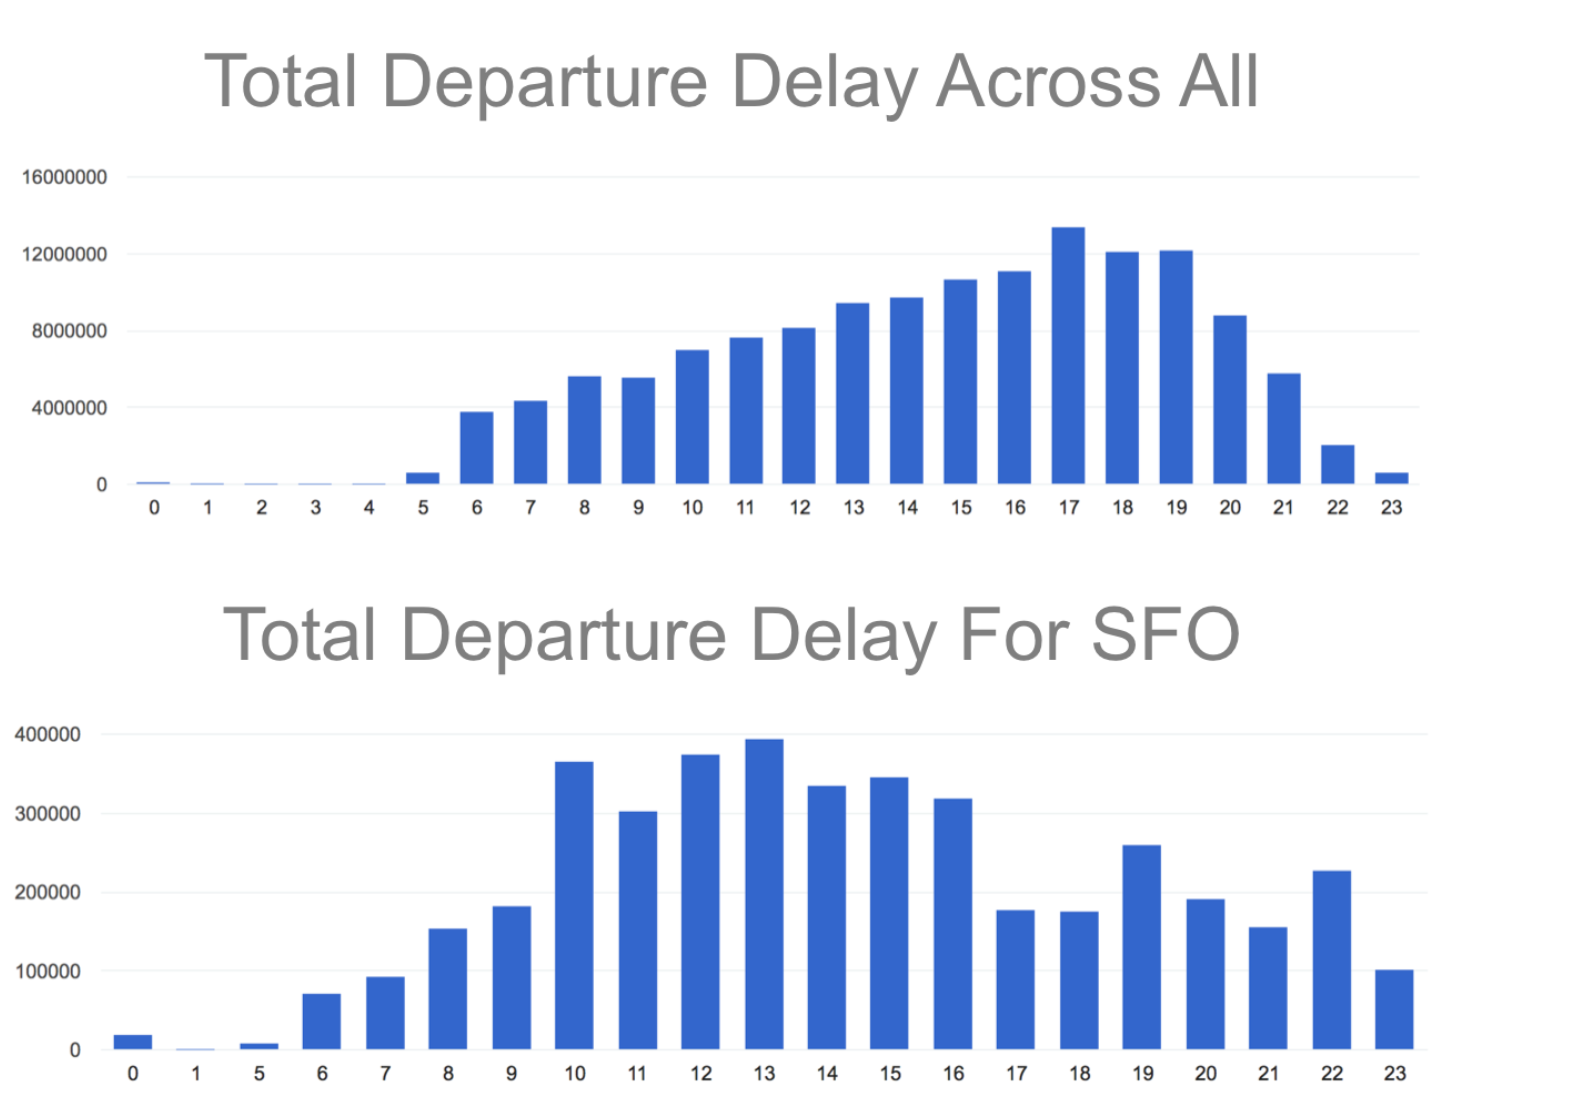 Total Departure Delay Across All
16000000
12000000
8000000
4000000
0
0 1 2 3 4 5 6 7 8 9 10 11 12 13 14 15 16 17 18 19 20 21 22 23
Total Departure Delay For SFO
400000
300000
200000
100000
0
0 1 5 6 7 8 9 10 11 12 13 14 15 16 17 18 19 20 21 22 23